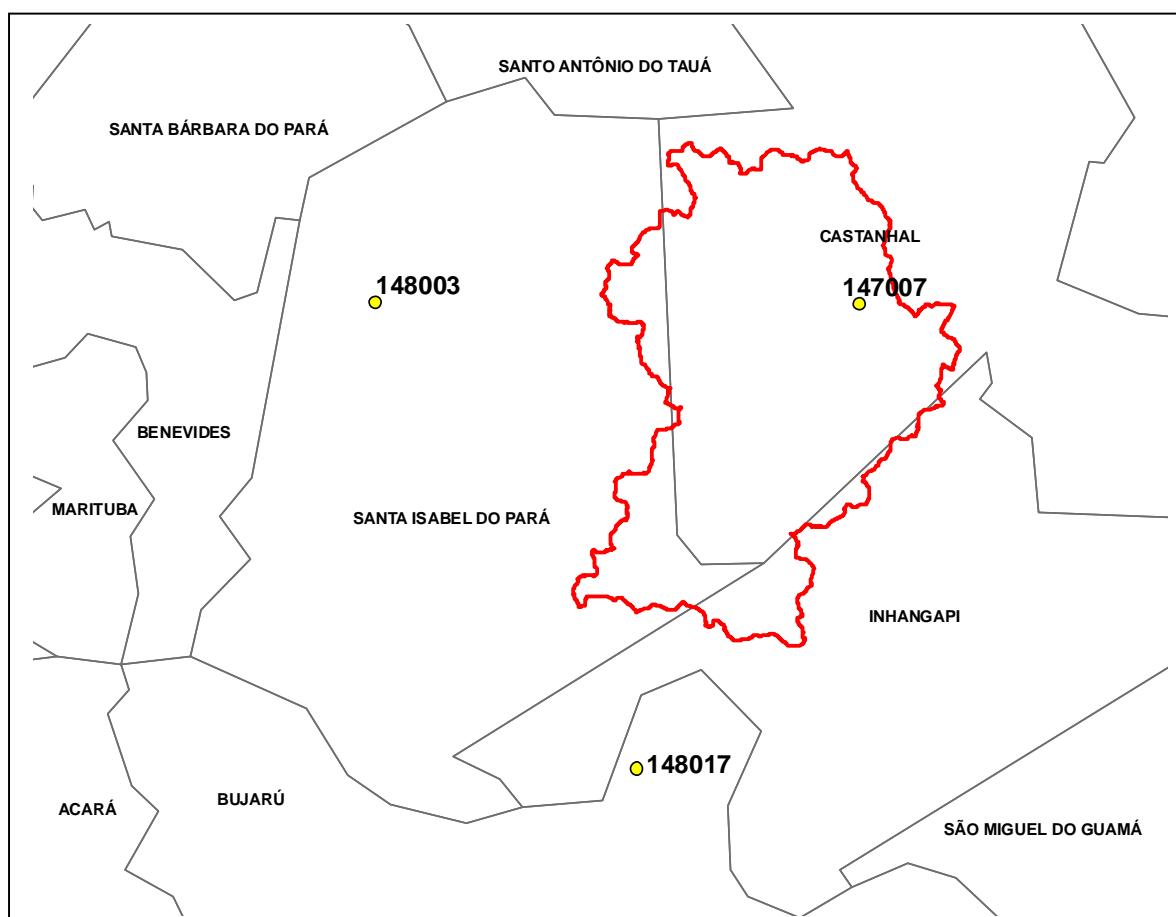 SANTO ANTÔNIO DO TAUÁ
SANTA BÁRBARA DO PARÁ
CASTANHAL
148003
147007
BENEVIDES
MARITUBA
SANTA ISABEL DO PARÁ
INHANGAPI
148017
BUJARÚ
ACARÁ
SÃO MIGUEL DO GUAMÁ